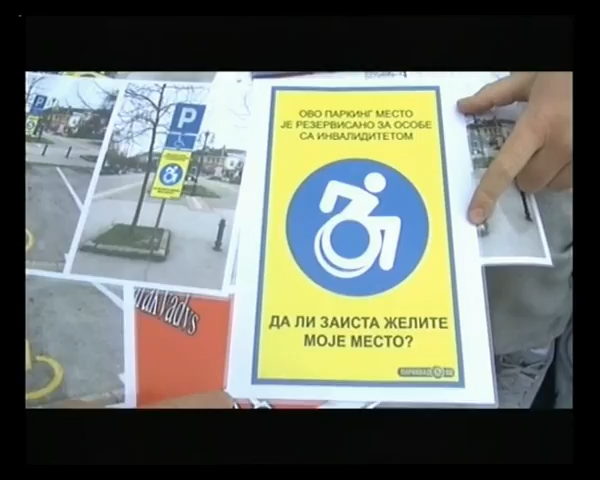 ОВО ПАРКИНГ МЕСТО
ЈЕ РЕЗЕРВИСАНО ЗА ОСОБЕ
СА ИНВАЛИДИТЕТОМ
ДА ЛИ ЗАИСТА ЖЕЛИТЕ
МОЈЕ МЕСТО?
P
P